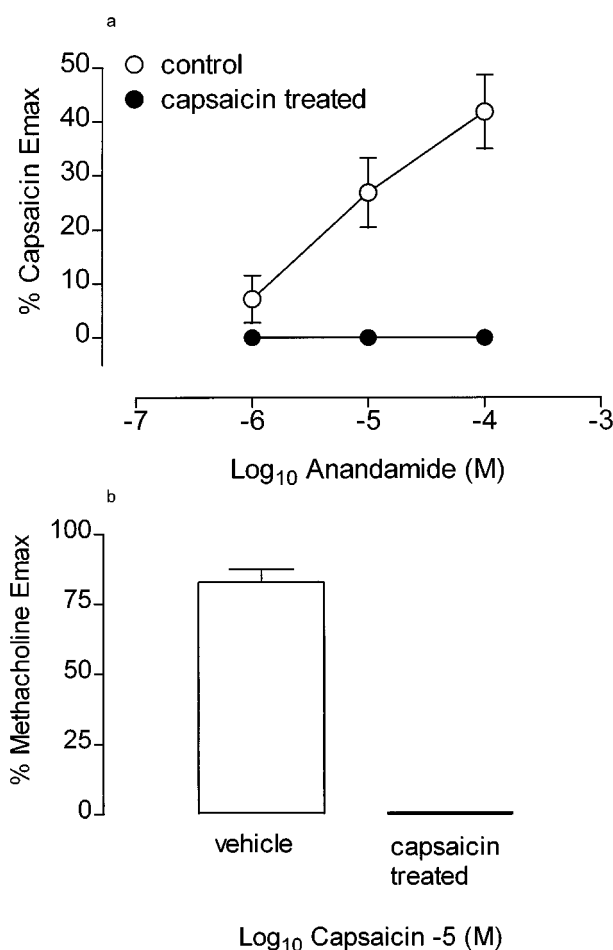 a
50
40
30
20
10
0
% Capsaicin Emax
control
capsaicin treated
-7 -6 -5 -4 -3
Log10 Anandamide (M)
b
100
75
50
25
0
% Methacholine Emax
vehicle
capsaicin
treated
Log10 Capsaicin -5 (M)